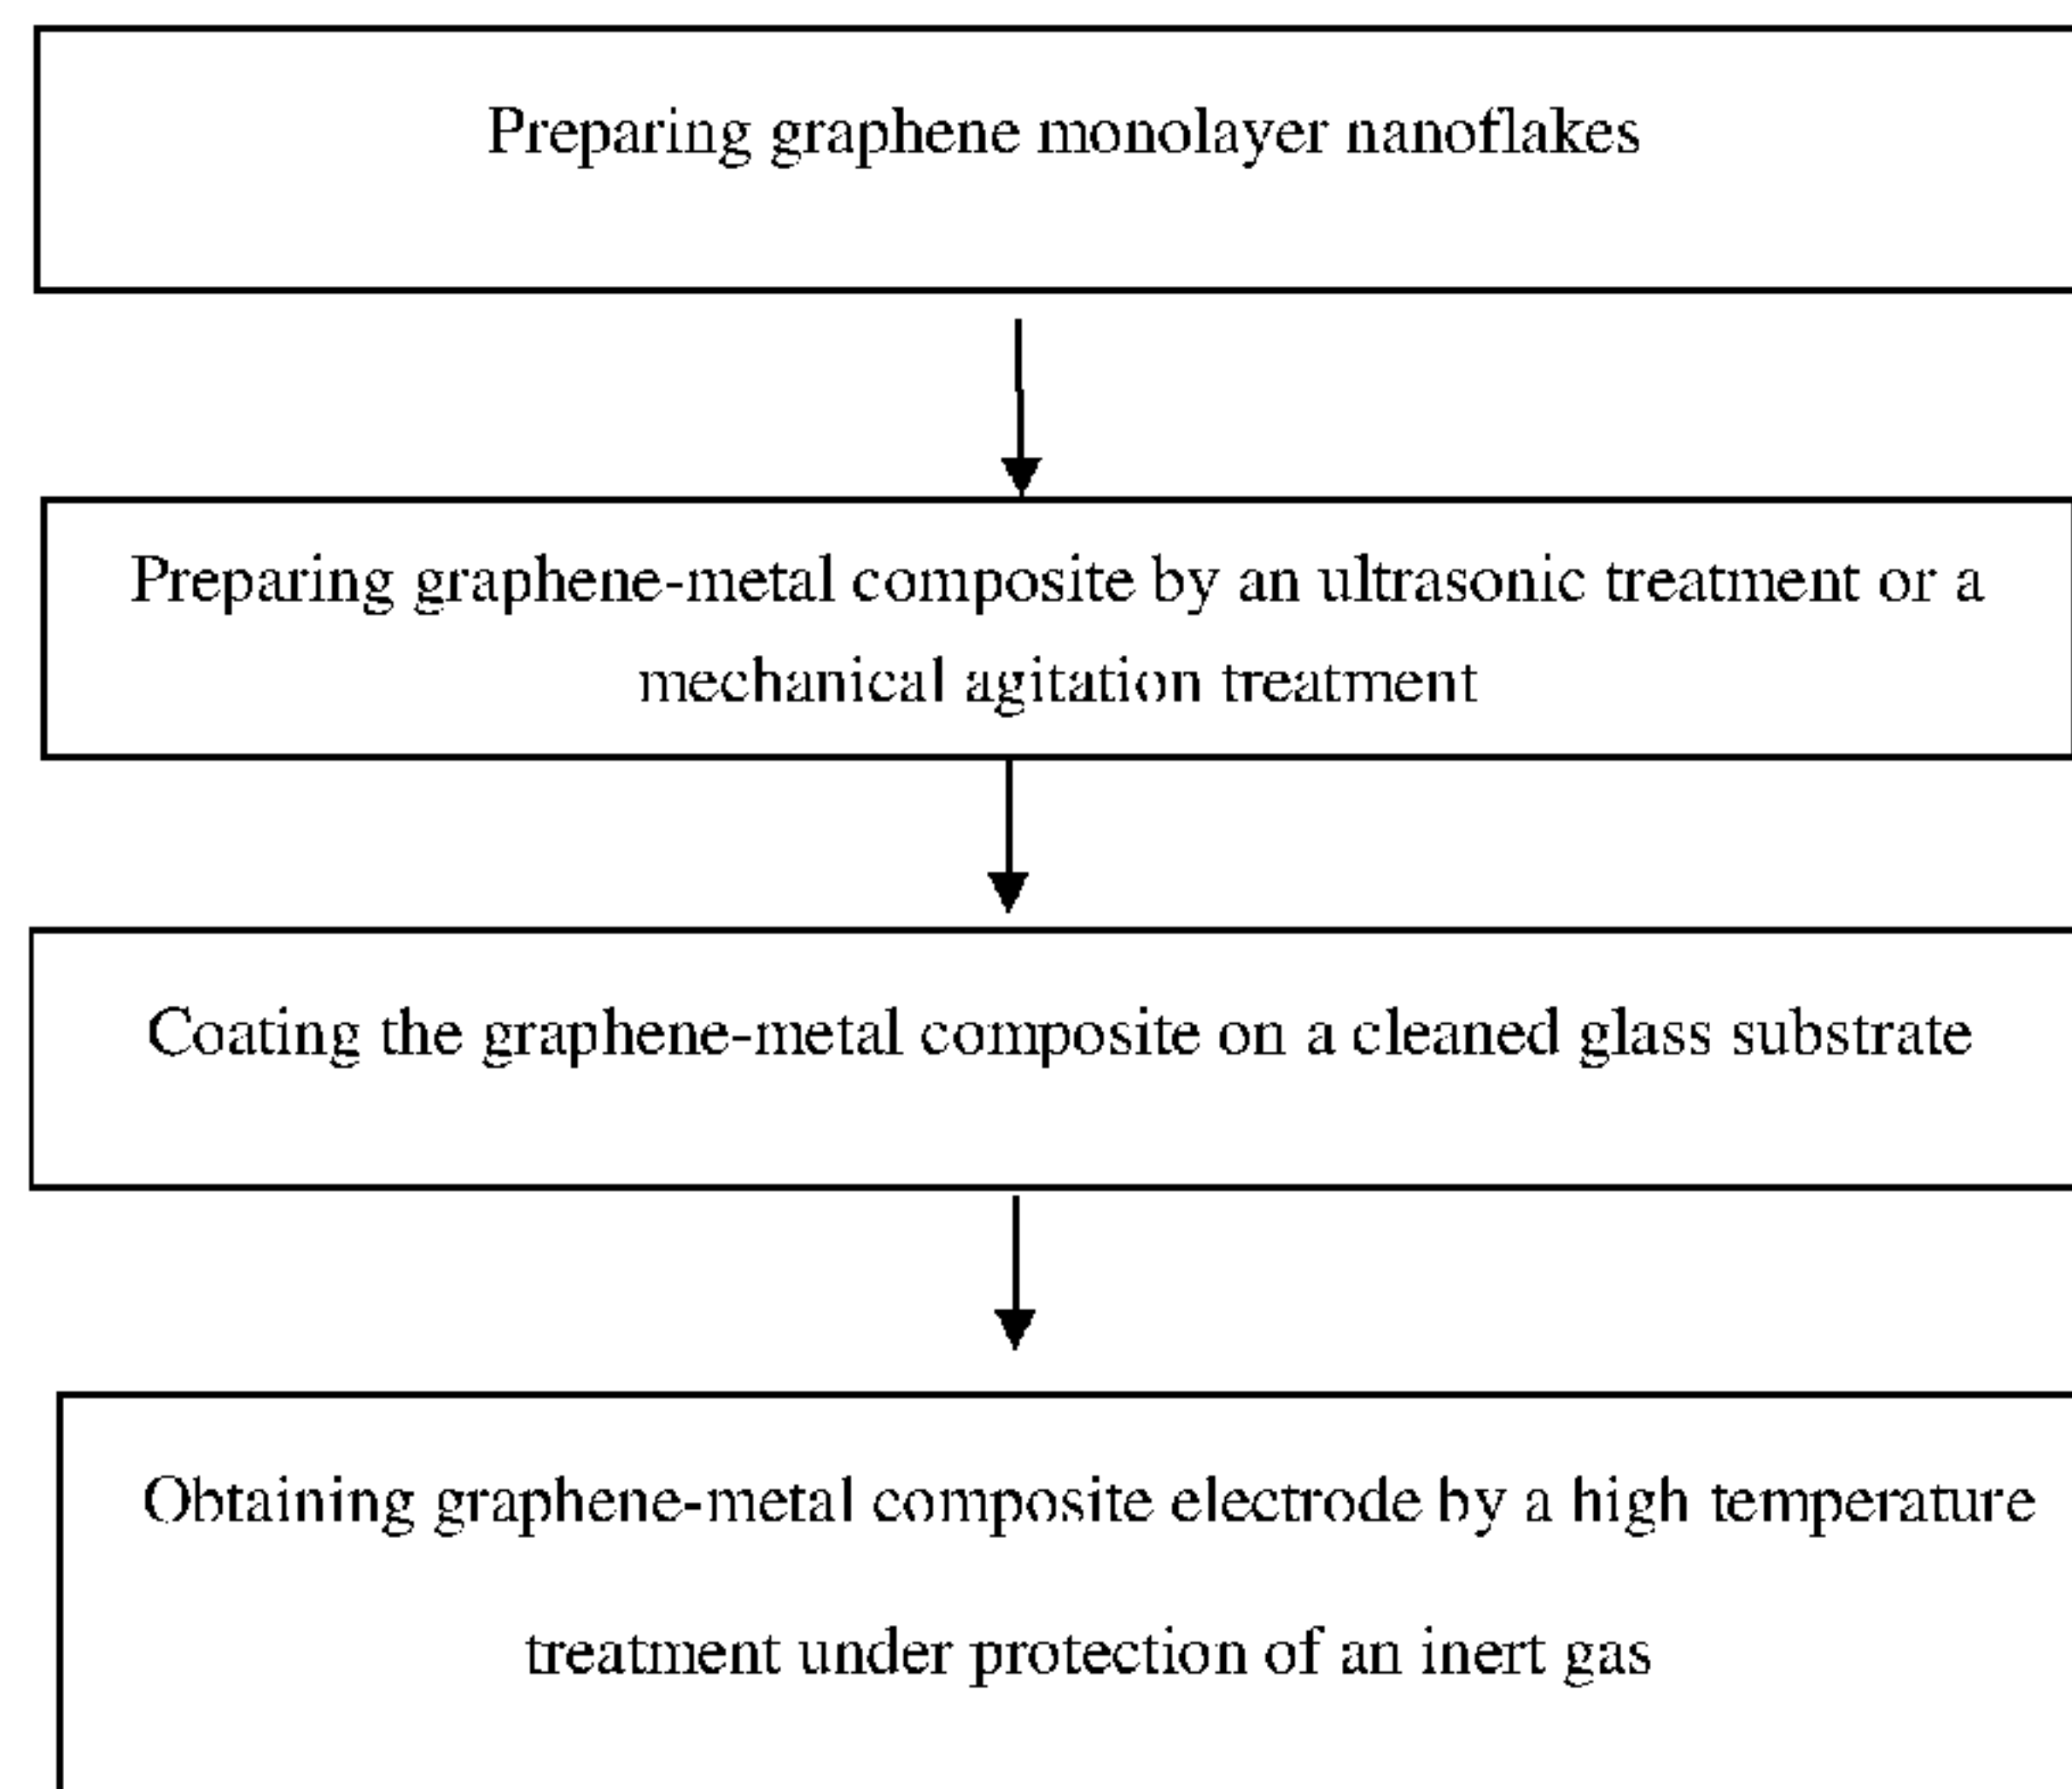 Preparing graphene monolayer nanoflakes
Preparing graphene-metal composite by an ultrasonic treatment or a
mechanical agitation treatment
Coating the graphene-metal composite on a cleaned glass substrate
Obtaining graphene-metal composite electrode by a high temperature
treatment under protection of an inert gas